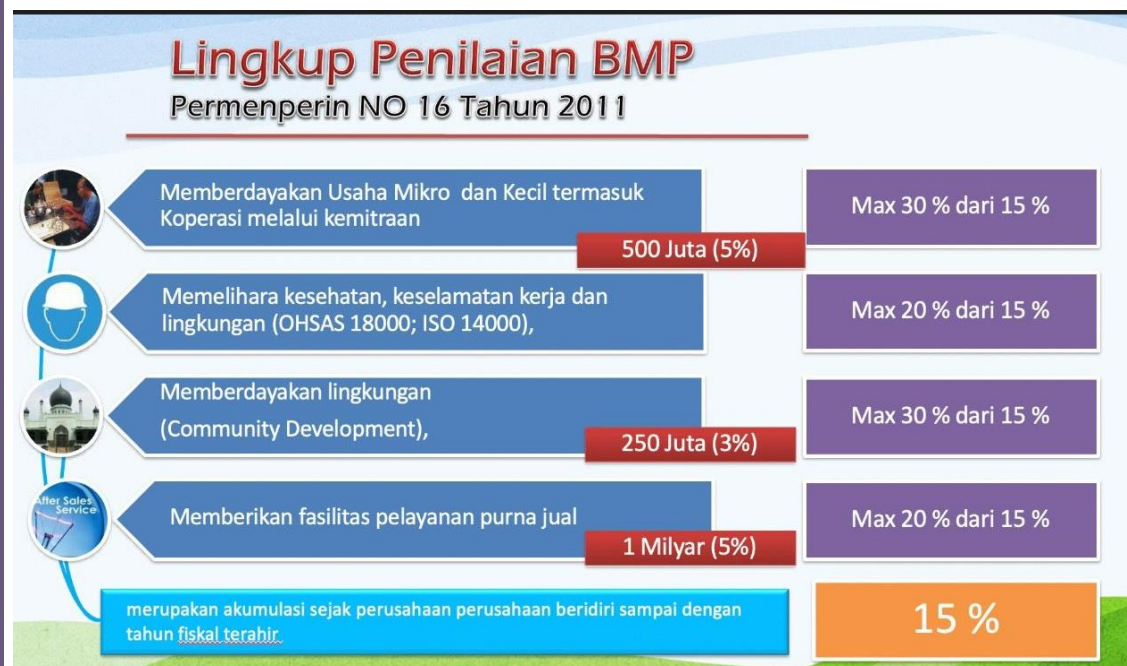 Lingkup Penilaian BMP
Permenperin NO 16 Tahun 2011
Memberdayakan Usaha Mikro dan Kecil termasuk
Koperasi melalui kemitraan
500 Juta (5%)
Max 30 % dari 15 %
Memelihara kesehatan, keselamatan kerja dan
lingkungan (OHSAS 18000; ISO 14000),
Max 20 % dari 15 %
Memberdayakan lingkungan
(Community Development),
250 Juta (3%)
Max 30 % dari 15 %
After Sales
Service
Memberikan fasilitas pelayanan purna jual
1 Milyar (5%)
Max 20 % dari 15 %
merupakan akumulasi sejak perusahaan perusahaan beridiri sampai dengan
tahun fiskal terahir
15 %